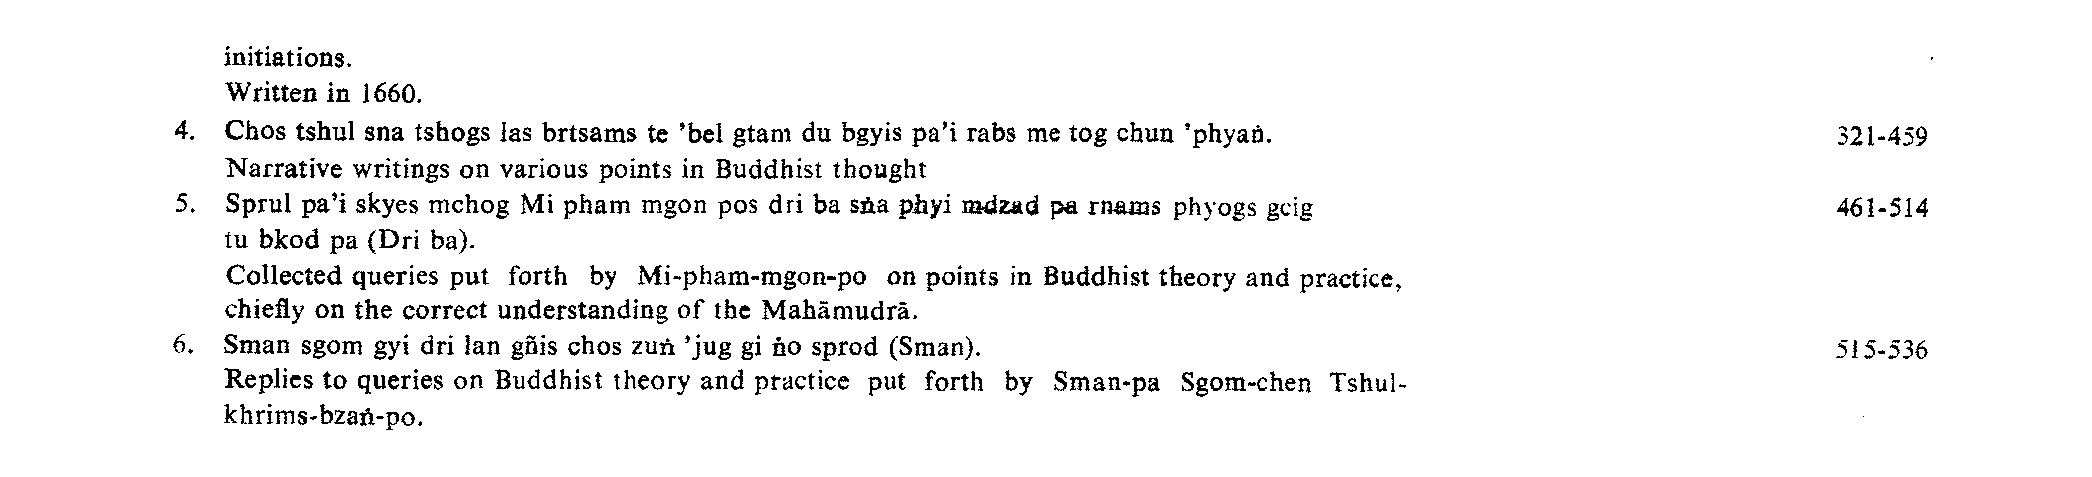 initiations.
Written in 1660.
4. Chos tshul sna tshogs las brtsams te 'bel gtam du bgyis pa'i rabs me tog chun 'phyaṅ. 321-459
Narrative writings on various points in Buddhist thought
5. Sprul pa'i skyes mchog Mi pham mgon pos dri ba sṅa phyi mdzad pa rnams phyogs gcig 461-514
tu bkod pa (Dri ba).
Collected queries put forth by Mi-pham-mgon-po on points in Buddhist theory and practice,
chiefly on the correct understanding of the Mahāmudrā.
6. Sman sgom gyi dri lan gñis chos zuṅ 'jug gi ṅo sprod (Sman). 515-536
Replies to queries on Buddhist theory and practice put forth by Sman-pa Sgom-chen Tshul-
khrims-bzaṅ-po.